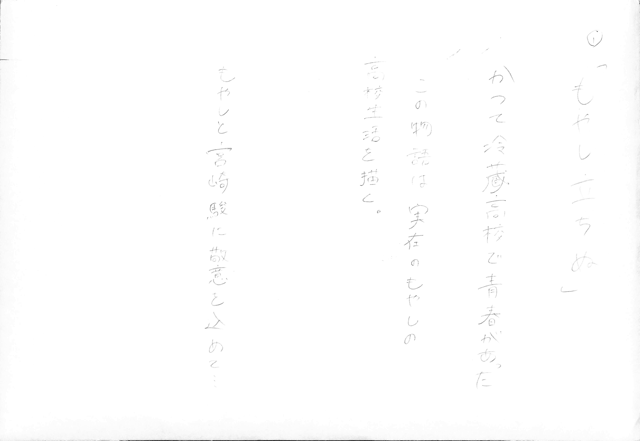 ①「もやし立ちぬ」
かつて冷蔵高校で青春があった
この物語は実在のもやしの
高校生活を描く。
もやしと宮崎駿に敬意を込めて…